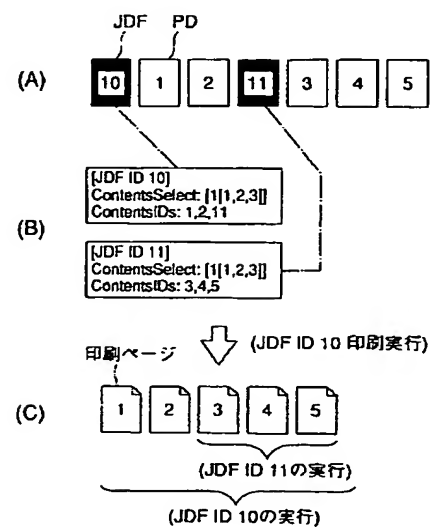 JDF PD
(A) 10 1 2 11 3 4 5
(B)
[JDF ID 10]
ContentsSelect: [1[1,2,3]]
ContentsIDs: 1,2,11
[JDF ID 11]
ContentsSelect: [1[1,2,3]]
ContentsIDs: 3,4,5
(JDF ID 10 印刷実行)
印刷ページ
(C) 1 2 3 4 5
(JDF ID 11の実行)
(JDF ID 10の実行)